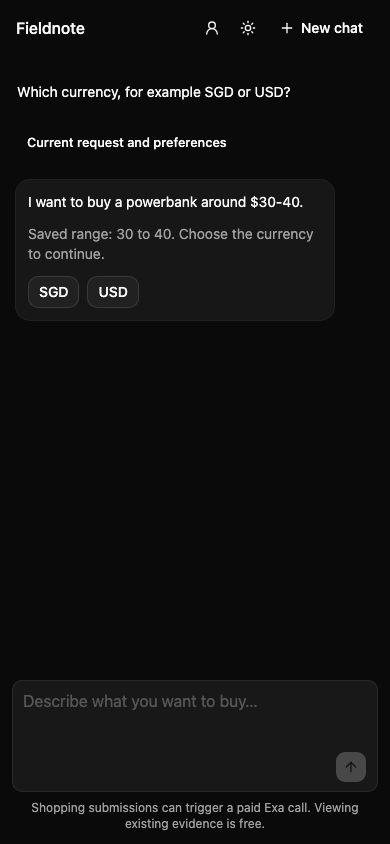 Fieldnote
New chat
Which currency, for example SGD or USD?
Current request and preferences
I want to buy a powerbank around $30-40.
Saved range: 30 to 40. Choose the currency
to continue.
SGD USD
Describe what you want to buy...
Shopping submissions can trigger a paid Exa call. Viewing
existing evidence is free.